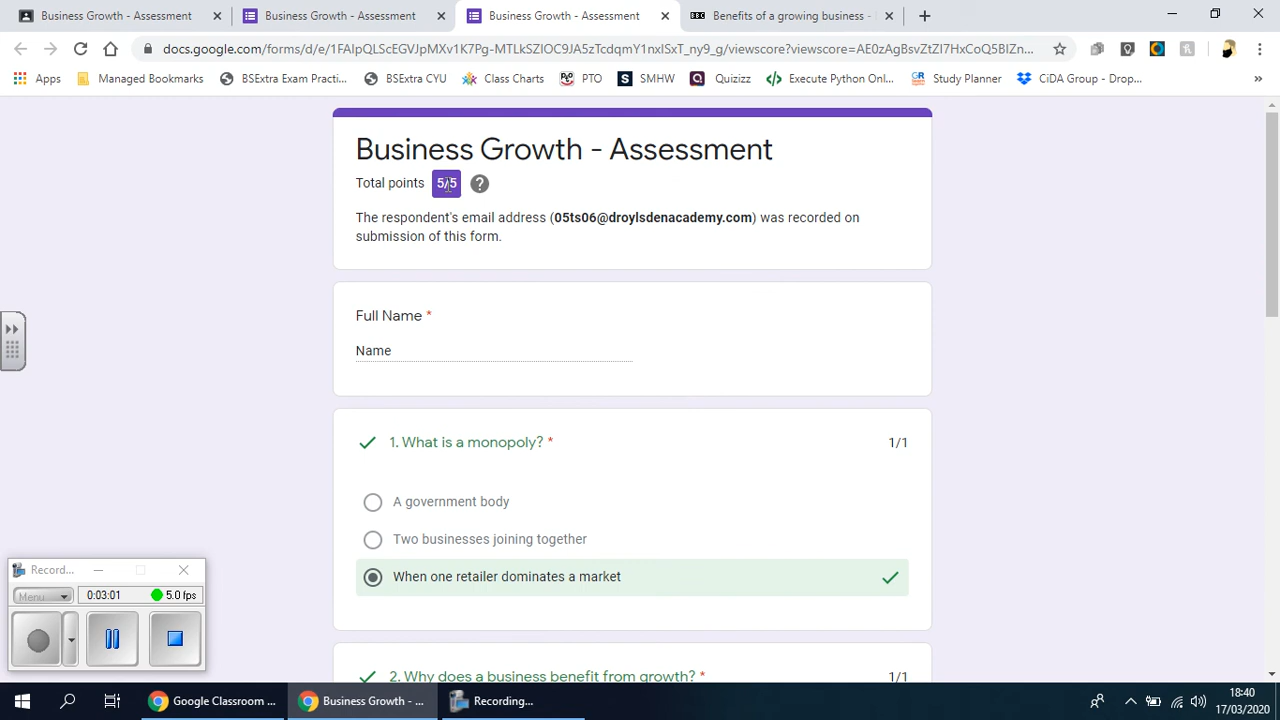 Business Growth - Assessment
Business Growth - Assessment
Business Growth - Assessment
Benefits of a growing business -
docs.google.com/forms/d/e/1FAIpQLScEGVJpMXVTK7Pg-MTLkSZIOC9JA5zTcdqmY1nxISxT_ny9_g/viewscore?viewscore=AE0zAgBsvZtZI7HxCoQ5BIZn...
Apps
Managed Bookmarks
BSExtra Exam Practi...
BSExtra CYU
Class Charts
PTO
SMHW
Quizizz
Execute Python Onl...
Study Planner
CiDA Group - Drop...
Business Growth - Assessment
Total points 5/5
The respondent's email address (05ts06@droylsdenacademy.com) was recorded on
submission of this form.
Full Name *
Name
1. What is a monopoly? * 1/1
A government body
Two businesses joining together
When one retailer dominates a market
2. Why does a business benefit from growth? * 1/1
Record...
Menu
0:03:01
5.0 fps
Google Classroom ...
Business Growth - ...
Recording...
18:40
17/03/2020